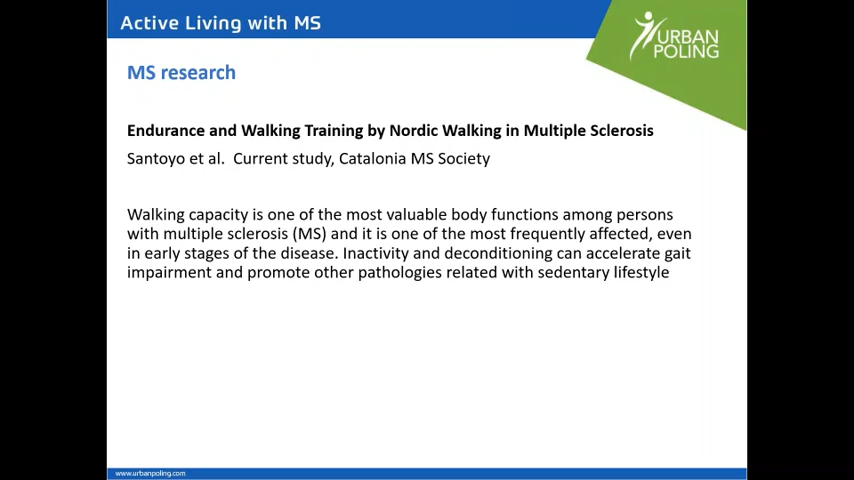 Active Living with MS
URBAN
POLING
MS research
Endurance and Walking Training by Nordic Walking in Multiple Sclerosis
Santoyo et al.  Current study, Catalonia MS Society
Walking capacity is one of the most valuable body functions among persons
with multiple sclerosis (MS) and it is one of the most frequently affected, even
in early stages of the disease. Inactivity and deconditioning can accelerate gait
impairment and promote other pathologies related with sedentary lifestyle
www.urbanpoling.com